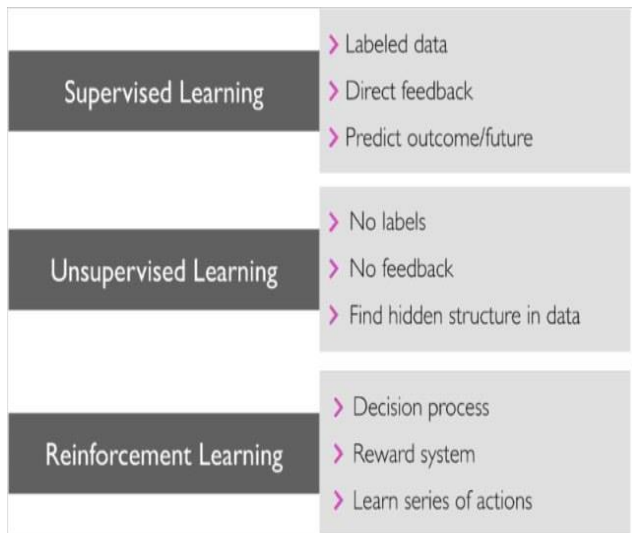 Supervised Learning
Labeled data
Direct feedback
Predict outcome/future
Unsupervised Learning
No labels
No feedback
Find hidden structure in data
Reinforcement Learning
Decision process
Reward system
Learn series of actions